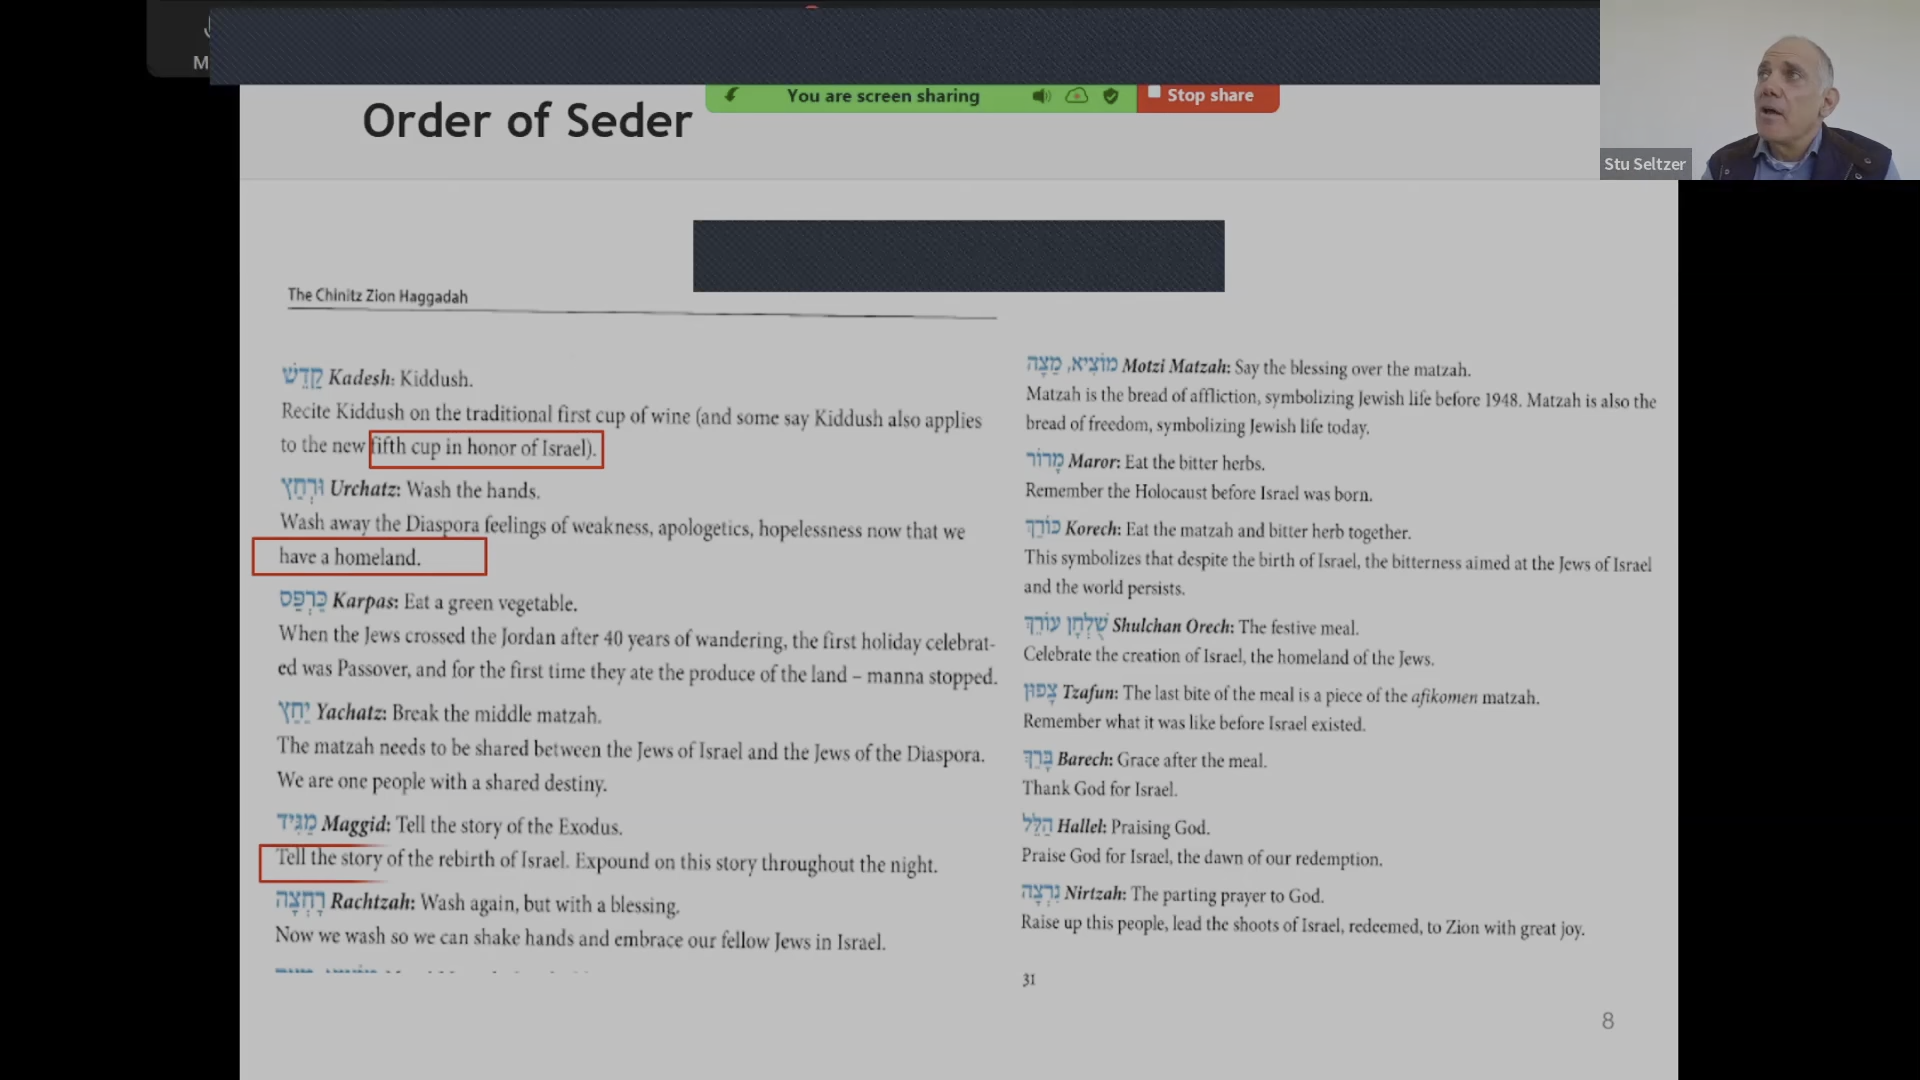 M
You are screen sharing
Stop share
Stu Seltzer
Order of Seder
The Chinitz Zion Haggadah
קַדֵּשׁ Kadesh: Kiddush.
Recite Kiddush on the traditional first cup of wine (and some say Kiddush also applies
to the new fifth cup in honor of Israel).
וּרְחַץ Urchatz: Wash the hands.
Wash away the Diaspora feelings of weakness, apologetics, hopelessness now that we
have a homeland.
כַּרְפַּס Karpas: Eat a green vegetable.
When the Jews crossed the Jordan after 40 years of wandering, the first holiday celebrat-
ed was Passover, and for the first time they ate the produce of the land – manna stopped.
יַחַץ Yachatz: Break the middle matzah.
The matzah needs to be shared between the Jews of Israel and the Jews of the Diaspora.
We are one people with a shared destiny.
מַגִּיד Maggid: Tell the story of the Exodus.
Tell the story of the rebirth of Israel. Expound on this story throughout the night.
רָחְצָה Rachtzah: Wash again, but with a blessing.
Now we wash so we can shake hands and embrace our fellow Jews in Israel.
מוֹצִיא, מַצָּה Motzi Matzah: Say the blessing over the matzah.
Matzah is the bread of affliction, symbolizing Jewish life before 1948. Matzah is also the
bread of freedom, symbolizing Jewish life today.
מָרוֹר Maror: Eat the bitter herbs.
Remember the Holocaust before Israel was born.
כּוֹרֵךְ Korech: Eat the matzah and bitter herb together.
This symbolizes that despite the birth of Israel, the bitterness aimed at the Jews of Israel
and the world persists.
שֻׁלְחָן עוֹרֵךְ Shulchan Orech: The festive meal.
Celebrate the creation of Israel, the homeland of the Jews.
צָפוּן Tzafun: The last bite of the meal is a piece of the afikomen matzah.
Remember what it was like before Israel existed.
בָּרֵךְ Barech: Grace after the meal.
Thank God for Israel.
הַלֵּל Hallel: Praising God.
Praise God for Israel, the dawn of our redemption.
נִרְצָה Nirtzah: The parting prayer to God.
Raise up this people, lead the shoots of Israel, redeemed, to Zion with great joy.
31
8